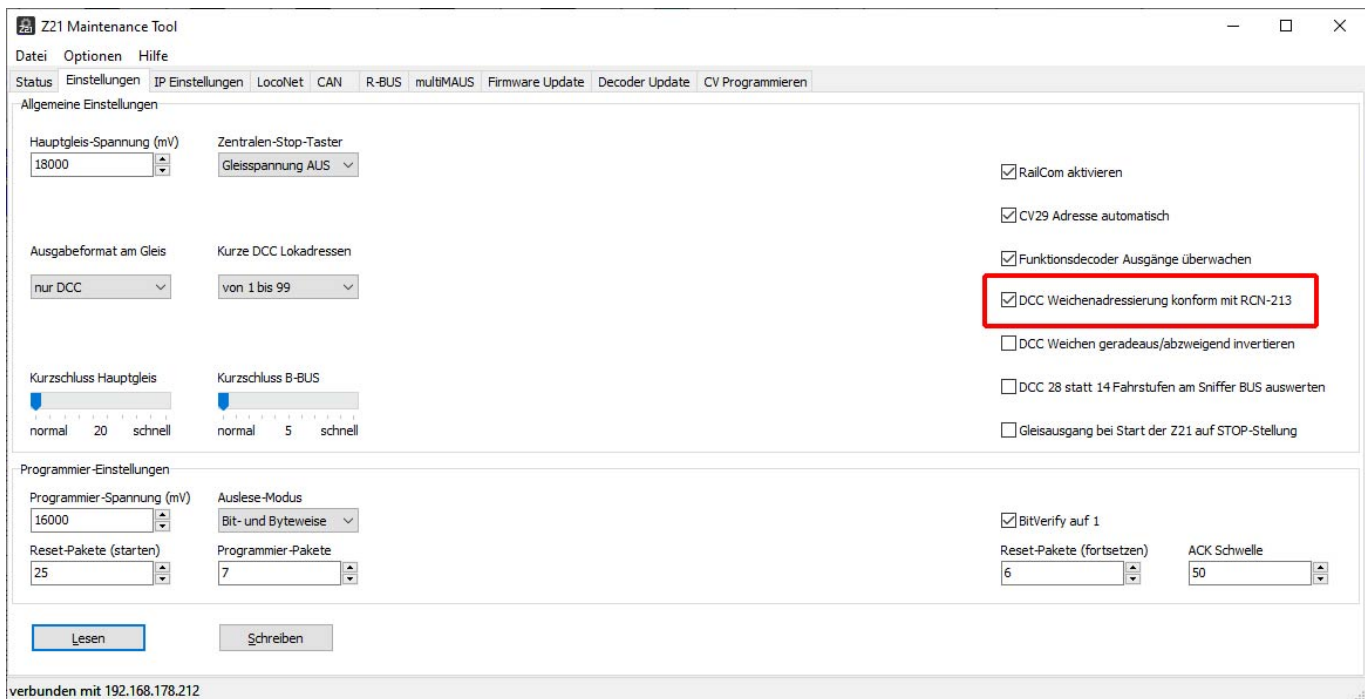 Z21 Maintenance Tool
Datei Optionen Hilfe
Status Einstellungen IP Einstellungen LocoNet CAN R-BUS multiMAUS Firmware Update Decoder Update CV Programmieren
Allgemeine Einstellungen
Hauptgleis-Spannung (mV) Zentralen-Stop-Taster
18000 Gleisspannung AUS
RailCom aktivieren
CV29 Adresse automatisch
Ausgabeformat am Gleis Kurze DCC Lokadressen
Funktionsdecoder Ausgänge überwachen
nur DCC von 1 bis 99
DCC Weichenadressierung konform mit RCN-213
DCC Weichen geradeaus/abzweigend invertieren
Kurzschluss Hauptgleis Kurzschluss B-BUS
DCC 28 statt 14 Fahrstufen am Sniffer BUS auswerten
normal 20 schnell normal 5 schnell
Gleisausgang bei Start der Z21 auf STOP-Stellung
Programmier-Einstellungen
Programmier-Spannung (mV) Auslese-Modus
16000 Bit- und Byteweise
BitVerify auf 1
Reset-Pakete (starten) Programmier-Pakete Reset-Pakete (fortsetzen) ACK Schwelle
25 7 6 50
Lesen Schreiben
verbunden mit 192.168.178.212